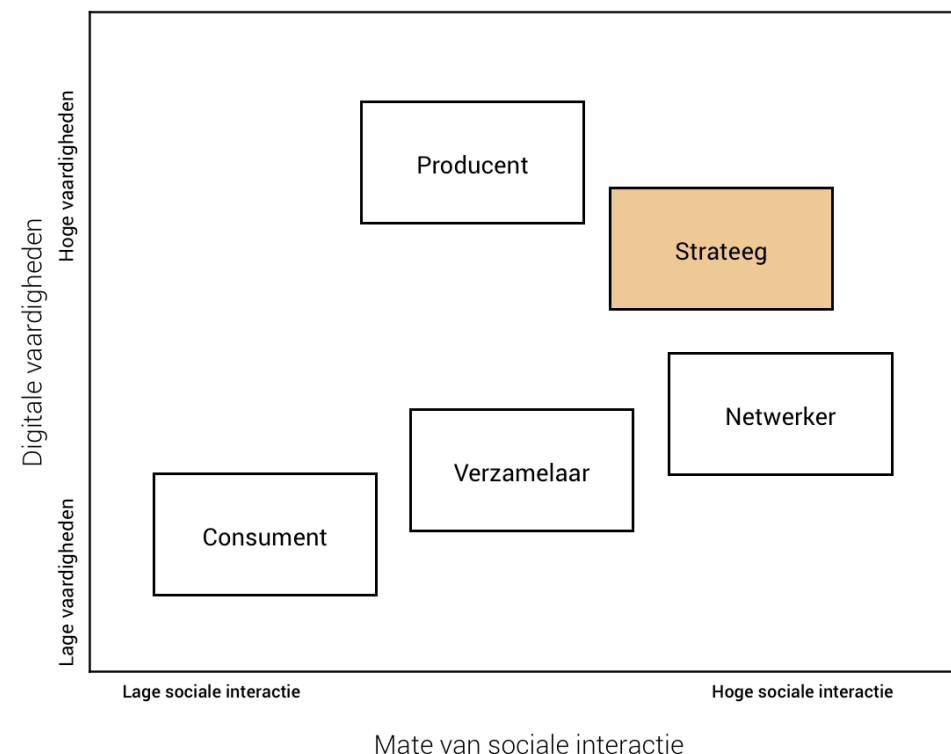 Digitale vaardigheden
Hoge vaardigheden
Lage vaardigheden
Producent
Strateeg
Netwerker
Verzamelaar
Consument
Lage sociale interactie
Hoge sociale interactie
Mate van sociale interactie